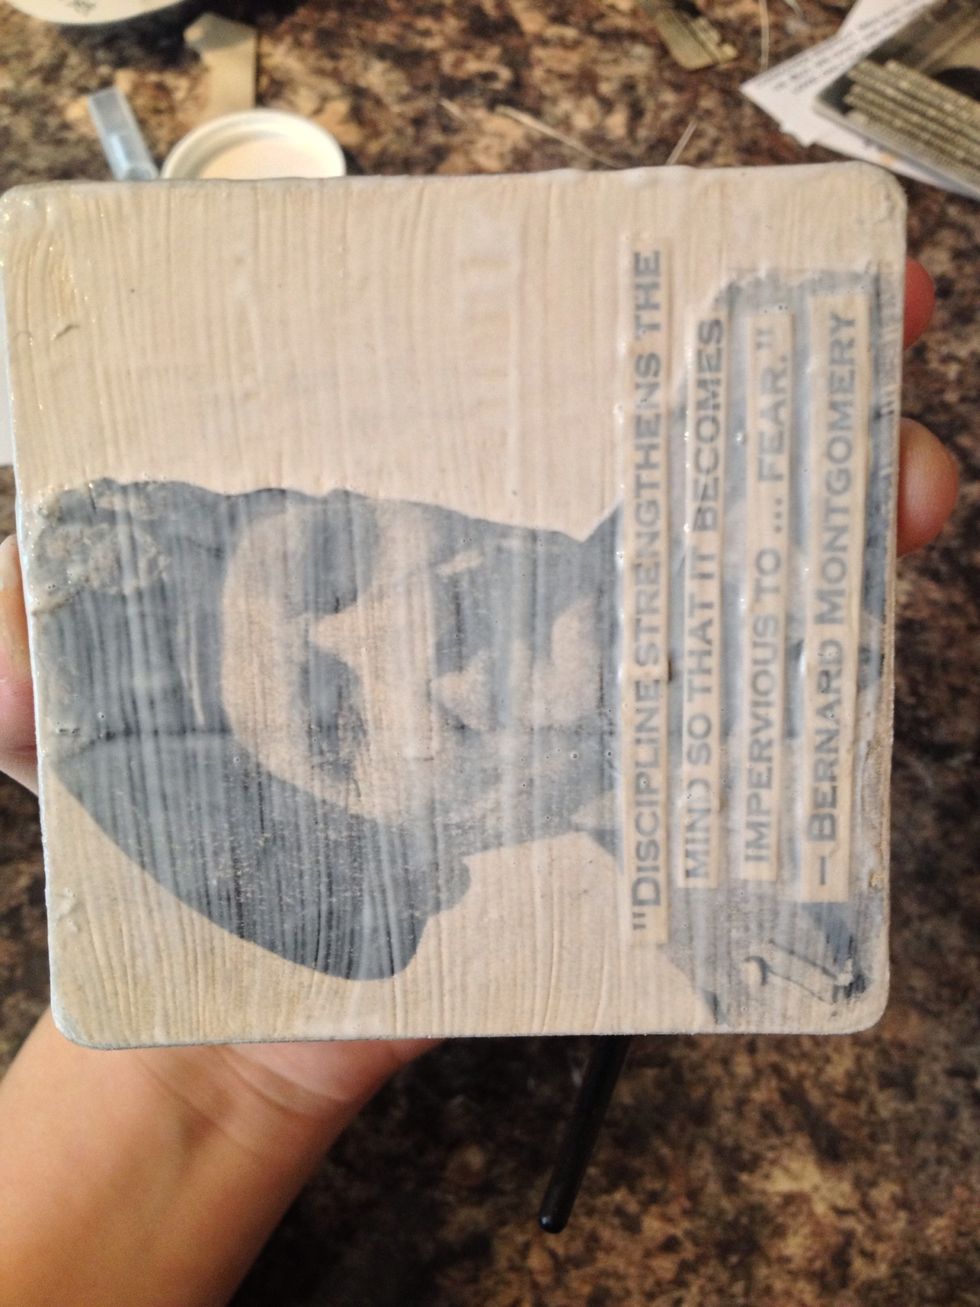 "DISCIPLINE STRENGTHENS THE
MIND SO THAT IT BECOMES
IMPERVIOUS TO ... FEAR."
— BERNARD MONTGOMERY